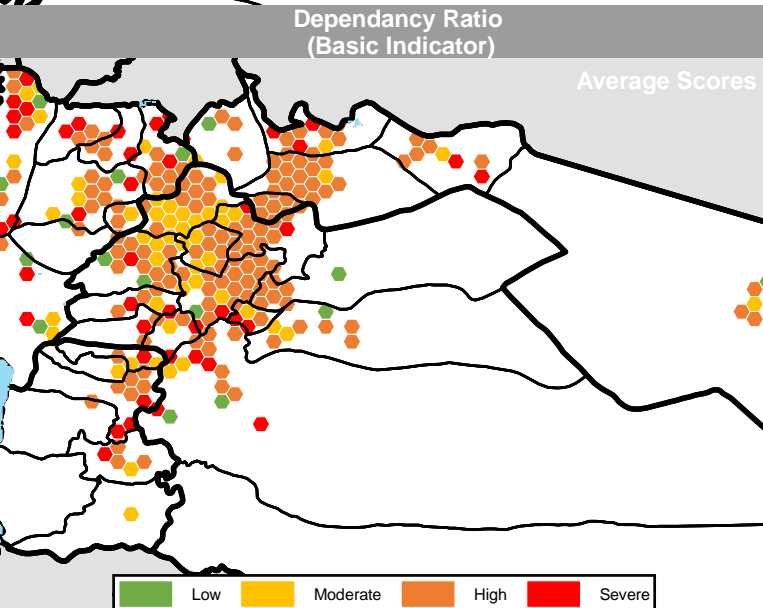 Dependancy Ratio
(Basic Indicator)
Average Scores
Low Moderate High Severe